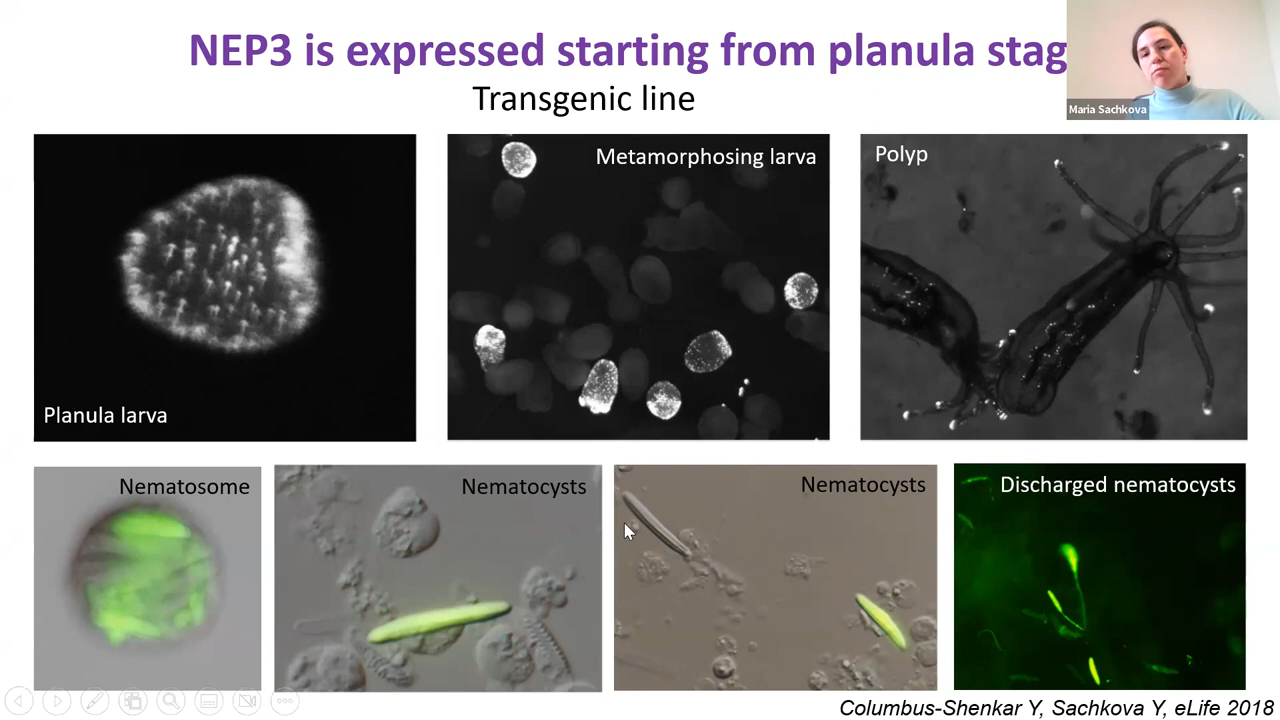 NEP3 is expressed starting from planula stag
Transgenic line
Maria Sachkova
Planula larva
Metamorphosing larva
Polyp
Nematosome
Nematocysts
Nematocysts
Discharged nematocysts
Columbus-Shenkar Y, Sachkova Y, eLife 2018